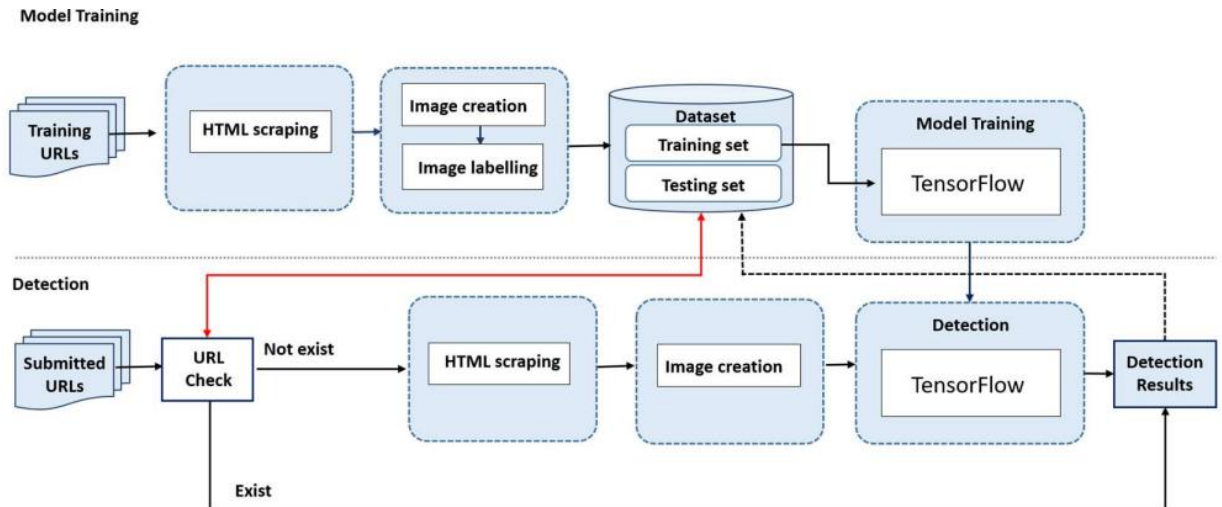 Model Training
Training
URLs
HTML scraping
Image creation
Image labelling
Dataset
Training set
Testing set
Model Training
TensorFlow
Detection
Submitted
URLs
URL
Check
Not exist
HTML scraping
Image creation
Detection
TensorFlow
Detection
Results
Exist